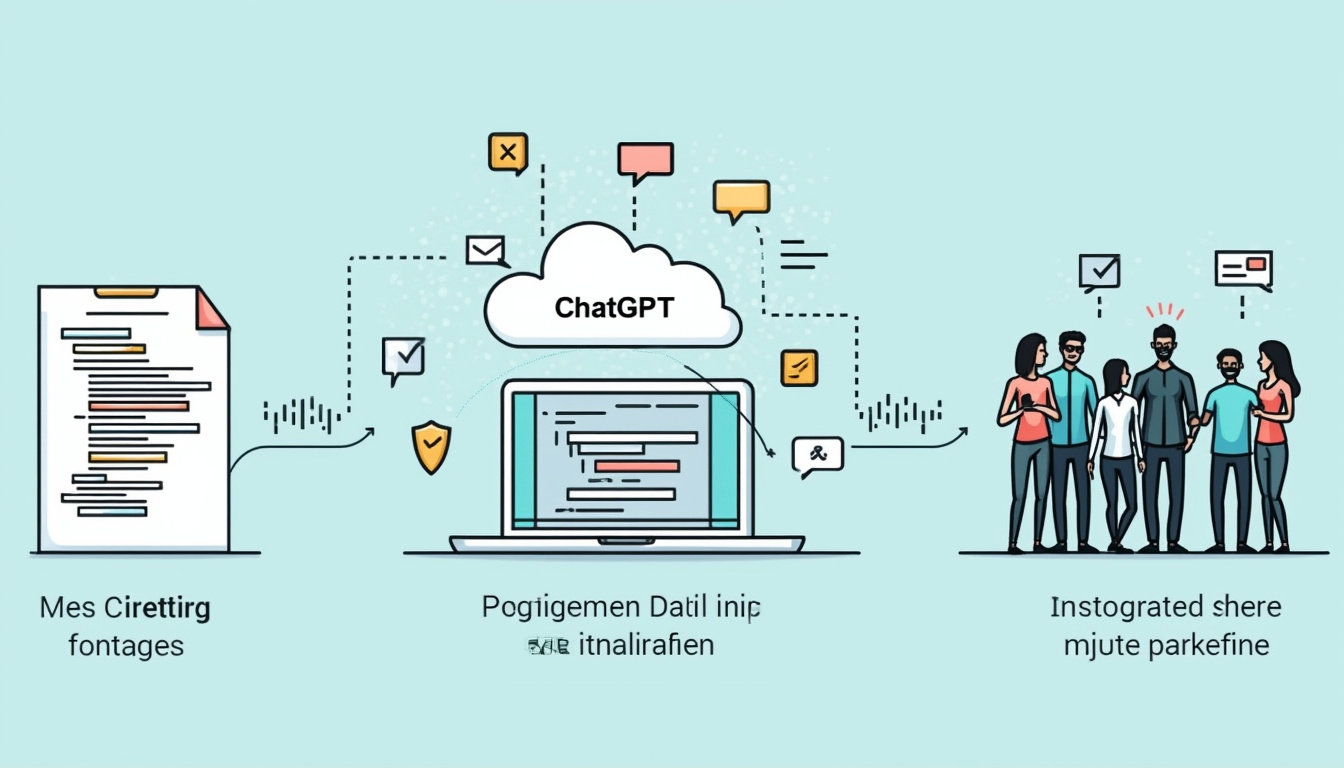 ChatGPT
Mes Cirettirg
fontages
Pogtigemen Datil inip
itnalirafien
Instograted shere
mjute parkefine